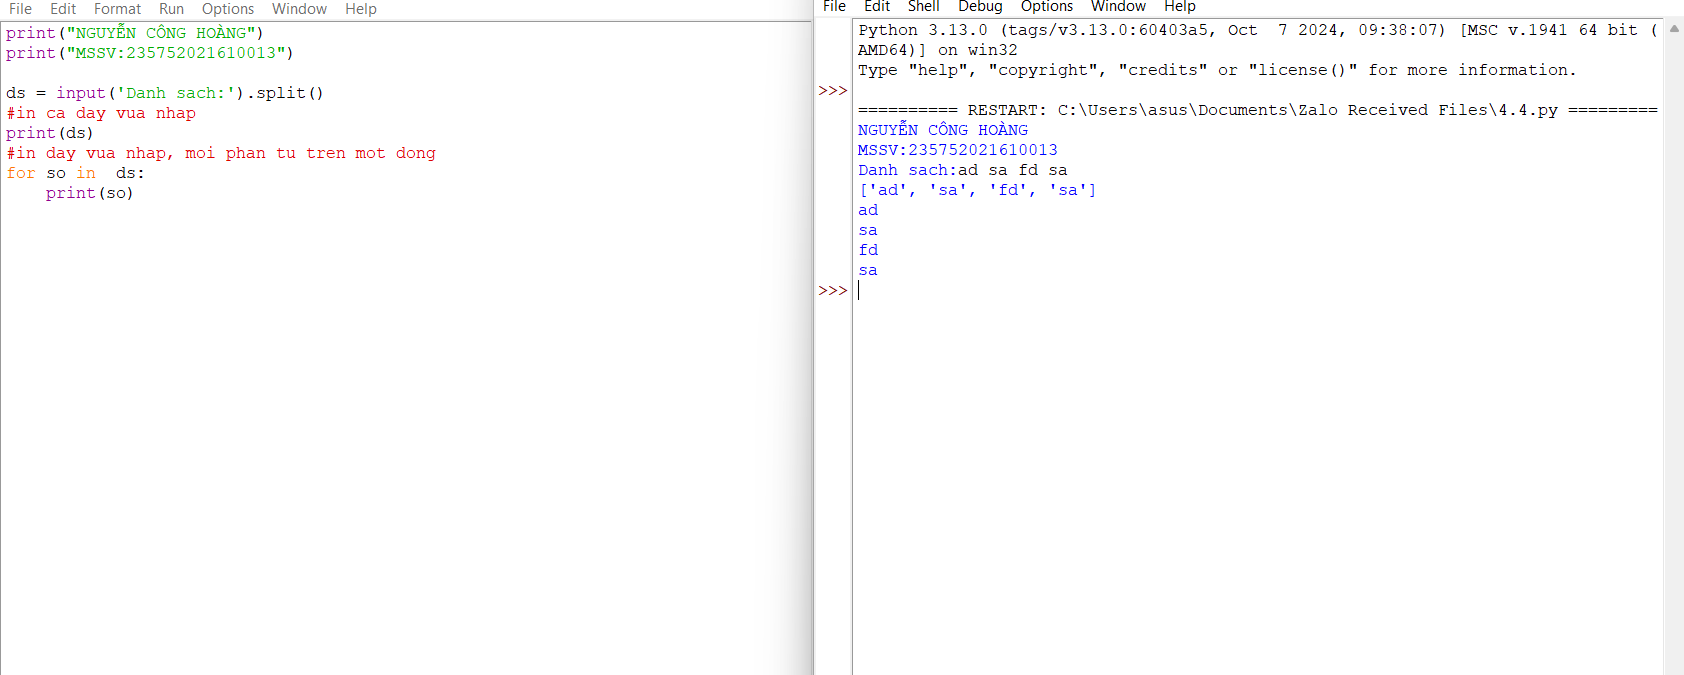 File Edit Format Run Options Window Help
print("NGUYỄN CÔNG HOÀNG")
print("MSSV:235752021610013")
ds = input('Danh sach:').split()
#in ca day vua nhap
print(ds)
#in day vua nhap, moi phan tu tren mot dong
for so in  ds:
    print(so)
File Edit Shell Debug Options Window Help
Python 3.13.0 (tags/v3.13.0:60403a5, Oct  7 2024, 09:38:07) [MSC v.1941 64 bit (
AMD64)] on win32
Type "help", "copyright", "credits" or "license()" for more information.
>>>
========== RESTART: C:\Users\asus\Documents\Zalo Received Files\4.4.py =========
NGUYỄN CÔNG HOÀNG
MSSV:235752021610013
Danh sach:ad sa fd sa
['ad', 'sa', 'fd', 'sa']
ad
sa
fd
sa
>>>